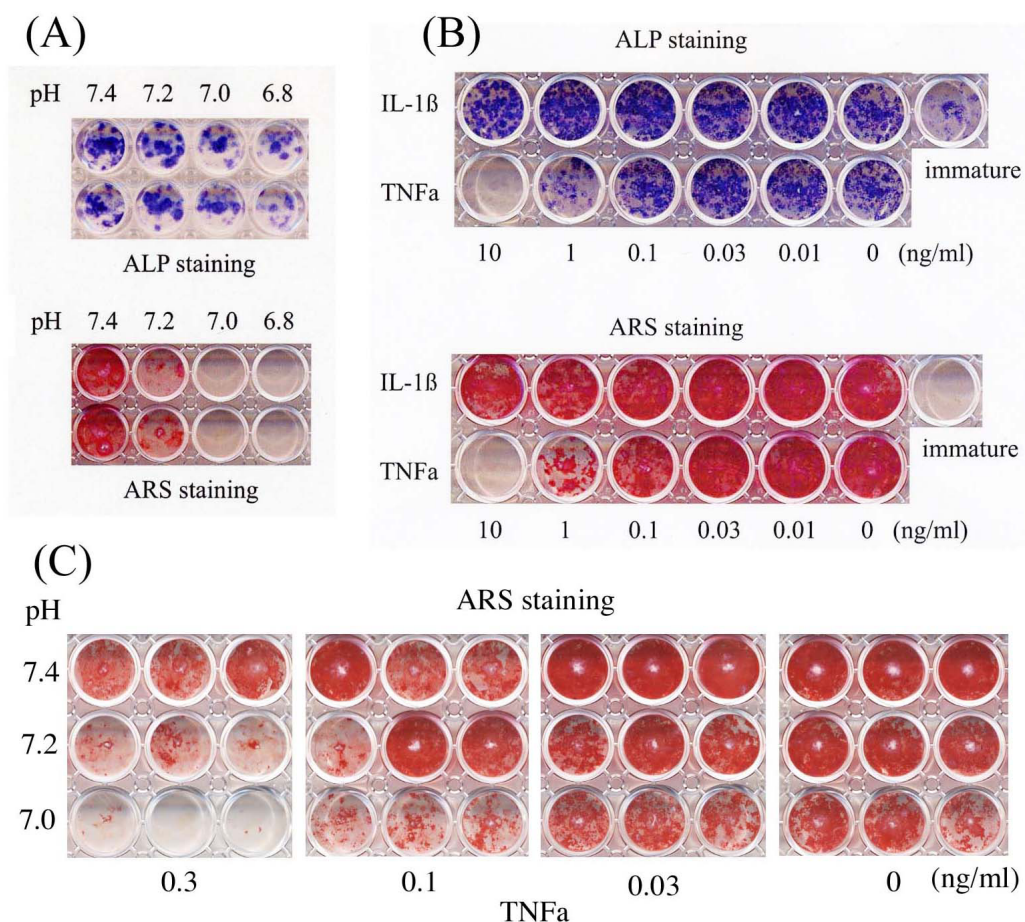 (A)
pH 7.4 7.2 7.0 6.8
ALP staining
pH 7.4 7.2 7.0 6.8
ARS staining
(B)
ALP staining
IL-1ß
immature
TNFa
10 1 0.1 0.03 0.01 0 (ng/ml)
ARS staining
IL-1ß
immature
TNFa
10 1 0.1 0.03 0.01 0 (ng/ml)
(C)
ARS staining
pH
7.4
7.2
7.0
0.3 0.1 0.03 0 (ng/ml)
TNFa